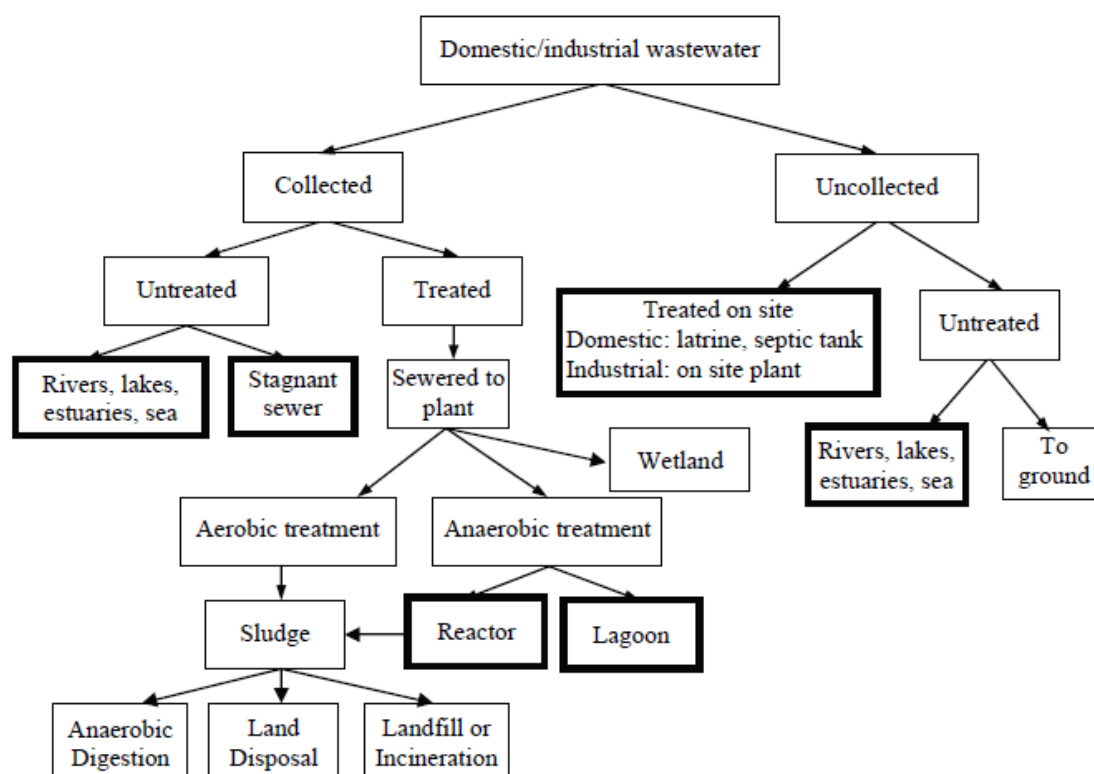 Domestic/industrial wastewater
Collected
Uncollected
Untreated
Treated
Treated on site
Domestic: latrine, septic tank
Industrial: on site plant
Untreated
Rivers, lakes,
estuaries, sea
Stagnant
sewer
Sewered to
plant
Wetland
Rivers, lakes,
estuaries, sea
To
ground
Aerobic treatment
Anaerobic treatment
Sludge
Reactor
Lagoon
Anaerobic
Digestion
Land
Disposal
Landfill or
Incineration